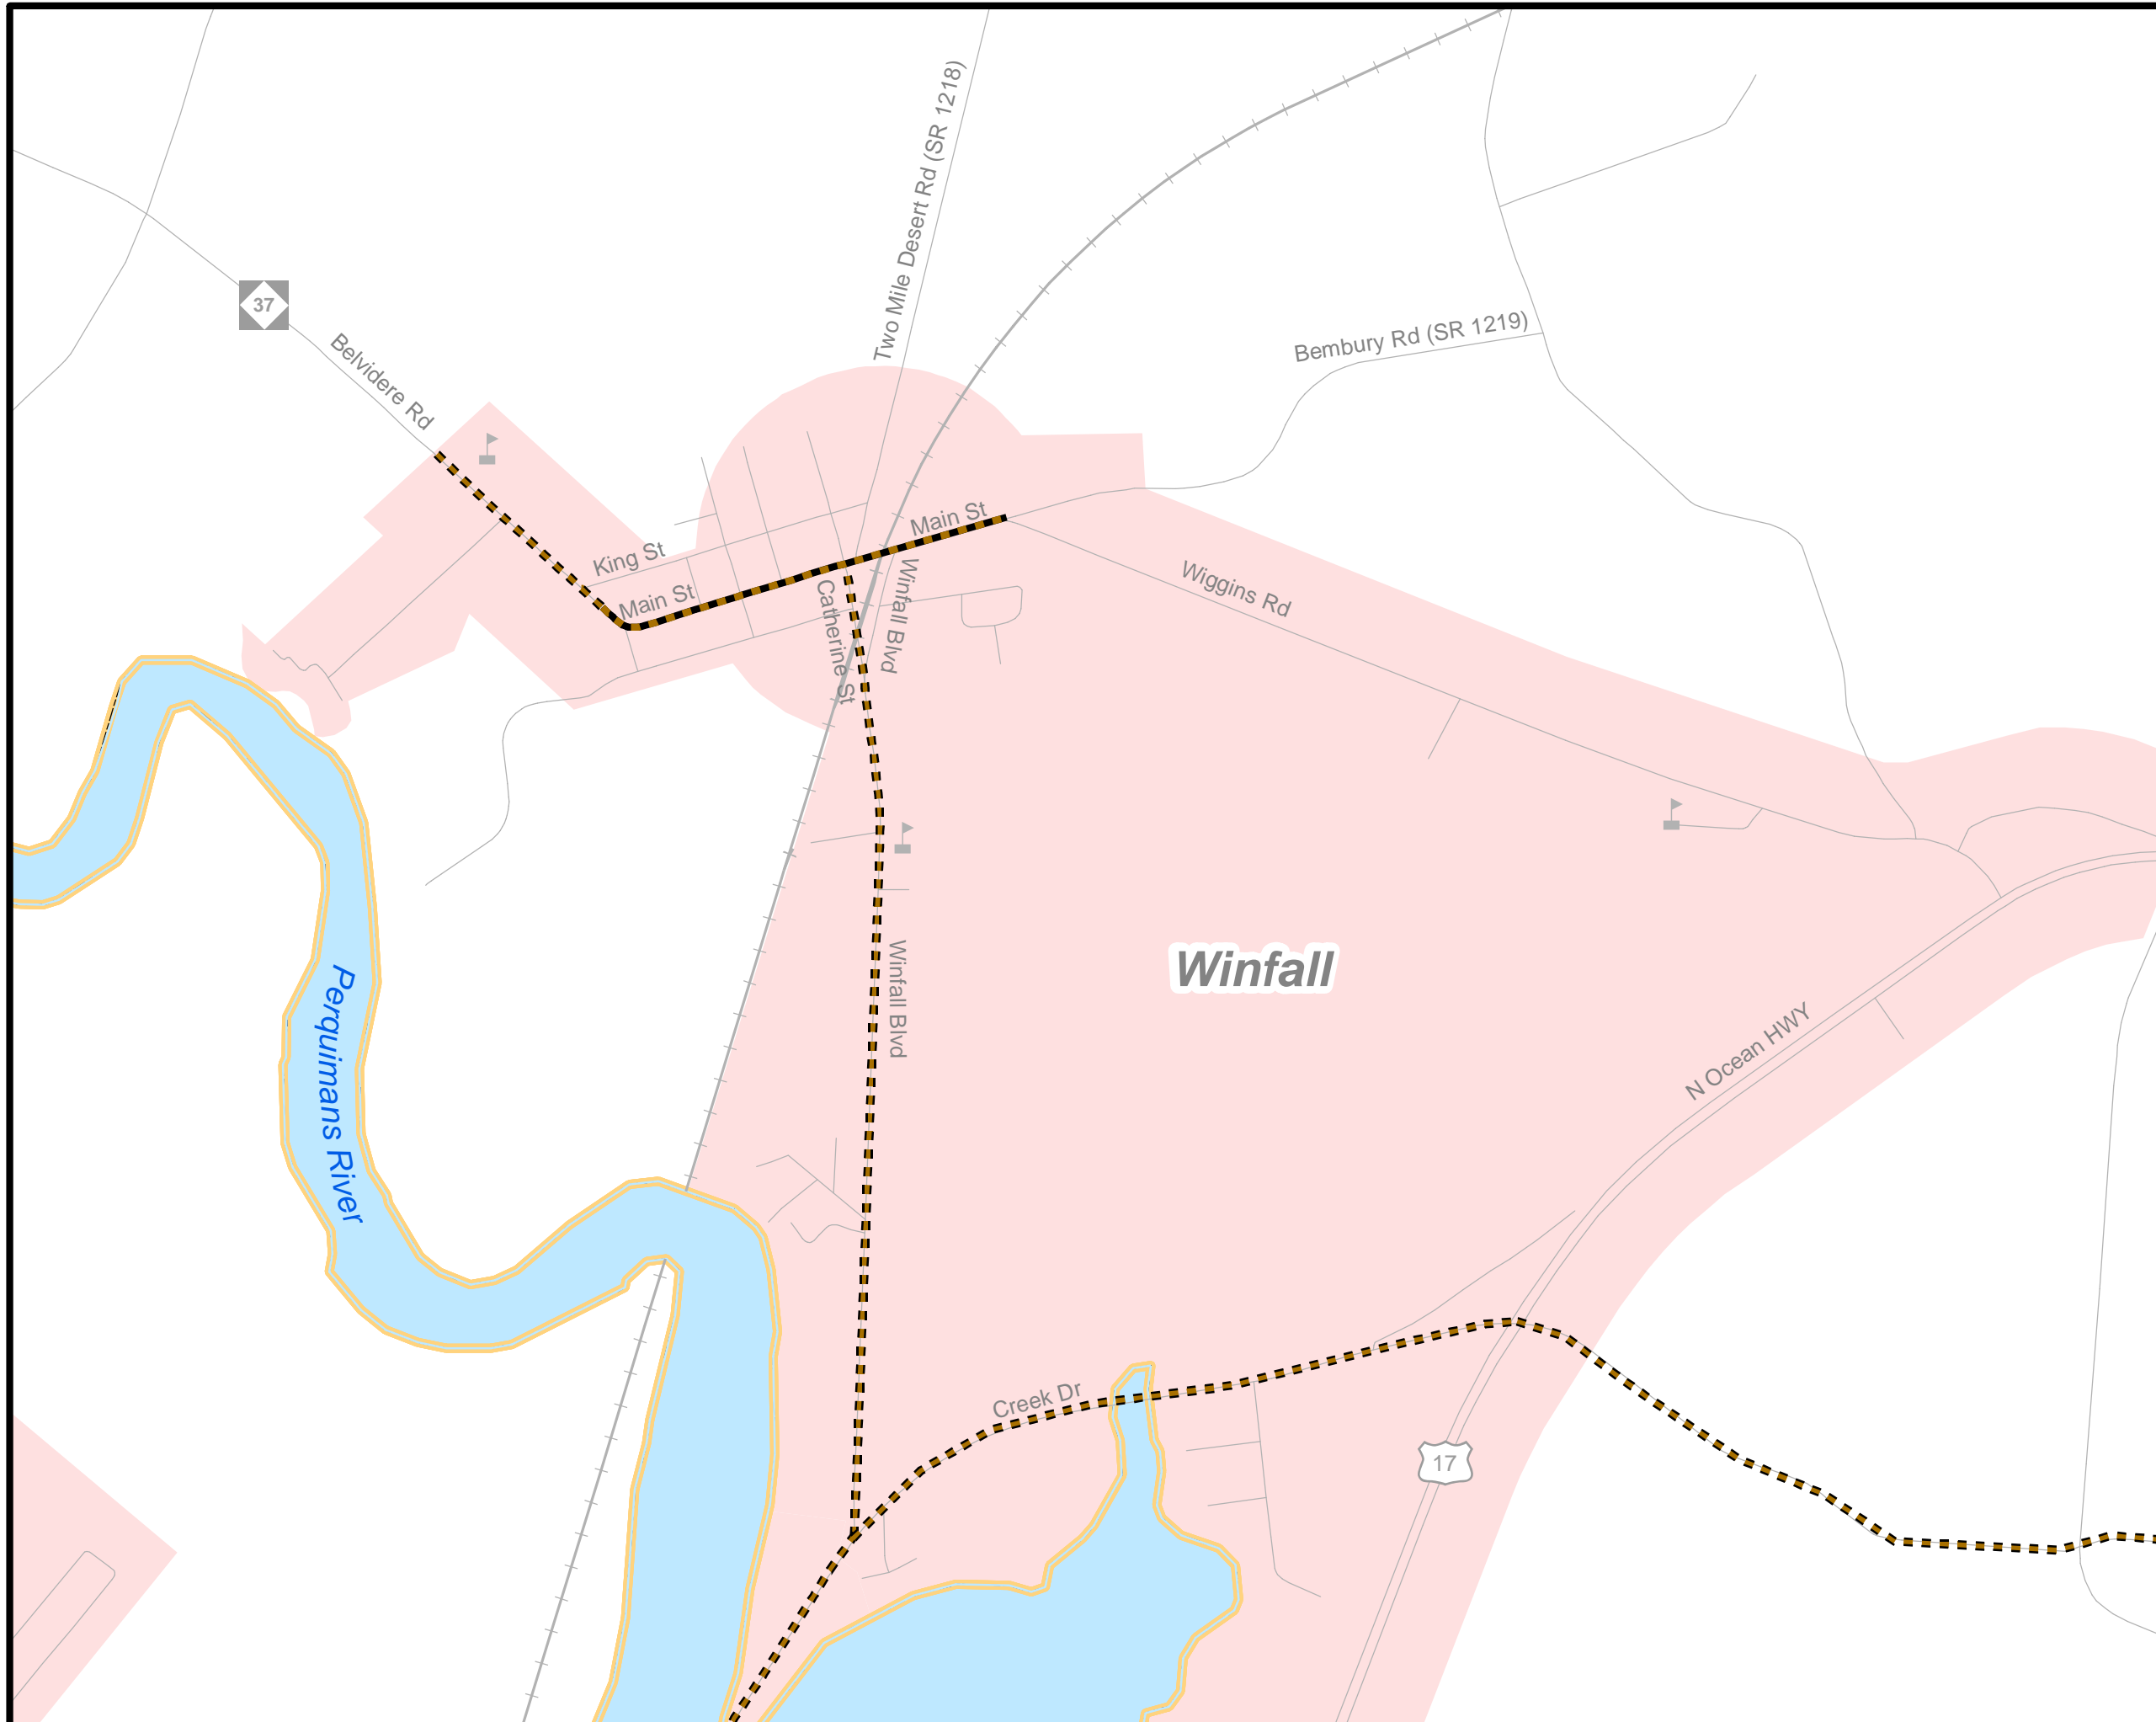 Two Mile Desert Rd (SR 1218)
37
Belvidere Rd
Bembury Rd (SR 1219)
Main St
King St
Main St
Catherine St
Winfall Blvd
Wiggins Rd
Winfall Blvd
Winfall
Perquimans River
N Ocean HWY
Creek Dr
17